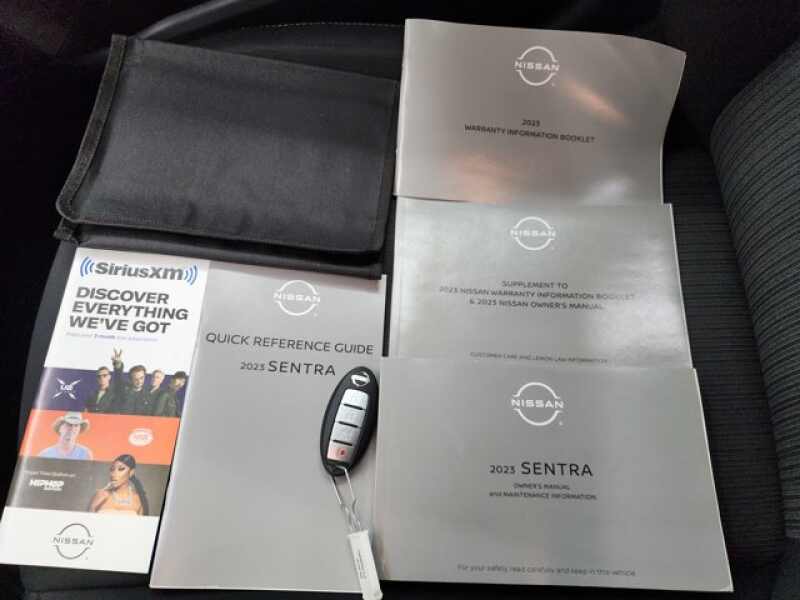 NISSAN
2023
WARRANTY INFORMATION BOOKLET
NISSAN
SUPPLEMENT TO
2023 NISSAN WARRANTY INFORMATION BOOKLET
& 2023 NISSAN OWNER'S MANUAL
CUSTOMER CARE AND LEMON LAW INFORMATION
SiriusXM
DISCOVER
EVERYTHING
WE'VE GOT
HIPHOP
NISSAN
NISSAN
QUICK REFERENCE GUIDE
2023 SENTRA
NISSAN
2023 SENTRA
OWNER'S MANUAL
and MAINTENANCE INFORMATION
For your safety, read carefully and keep in this vehicle.